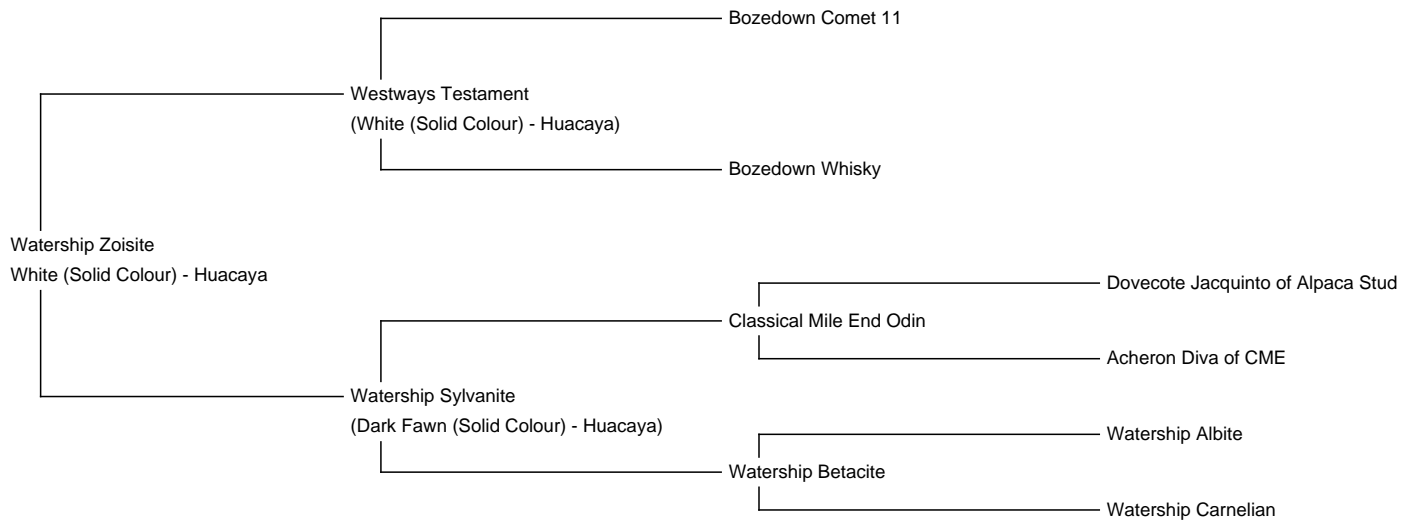 Bozedown Comet 11
Westways Testament
(White (Solid Colour) - Huacaya)
Bozedown Whisky
Watership Zoisite
White (Solid Colour) - Huacaya
Dovecote Jacquinto of Alpaca Stud
Classical Mile End Odin
Acheron Diva of CME
Watership Sylvanite
(Dark Fawn (Solid Colour) - Huacaya)
Watership Albite
Watership Betacite
Watership Carnelian